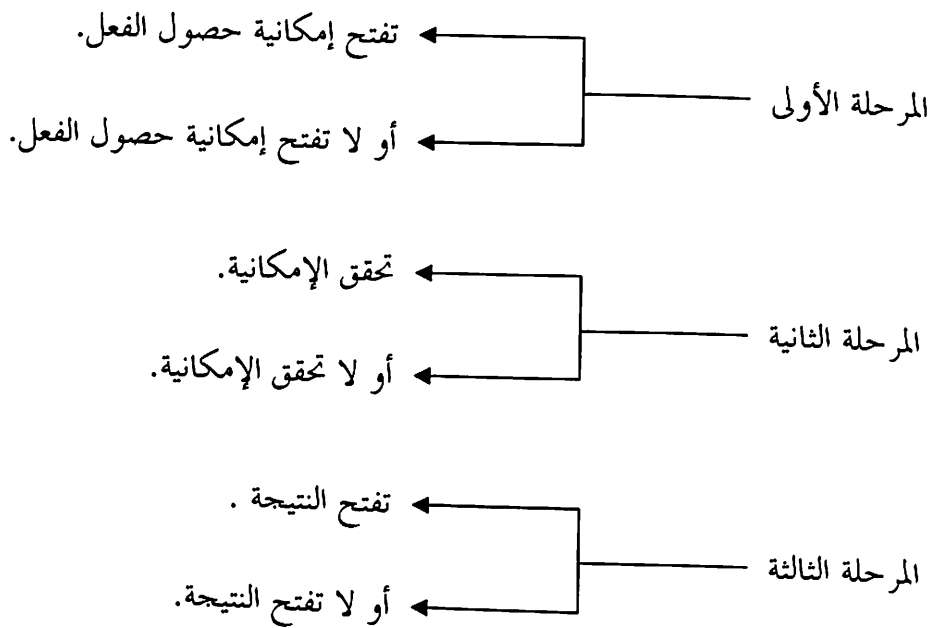 المرحلة الأولى
تفتح إمكانية حصول الفعل.
أو لا تفتح إمكانية حصول الفعل.
المرحلة الثانية
تحقق الإمكانية.
أو لا تحقق الإمكانية.
المرحلة الثالثة
تفتح النتيجة .
أو لا تفتح النتيجة.